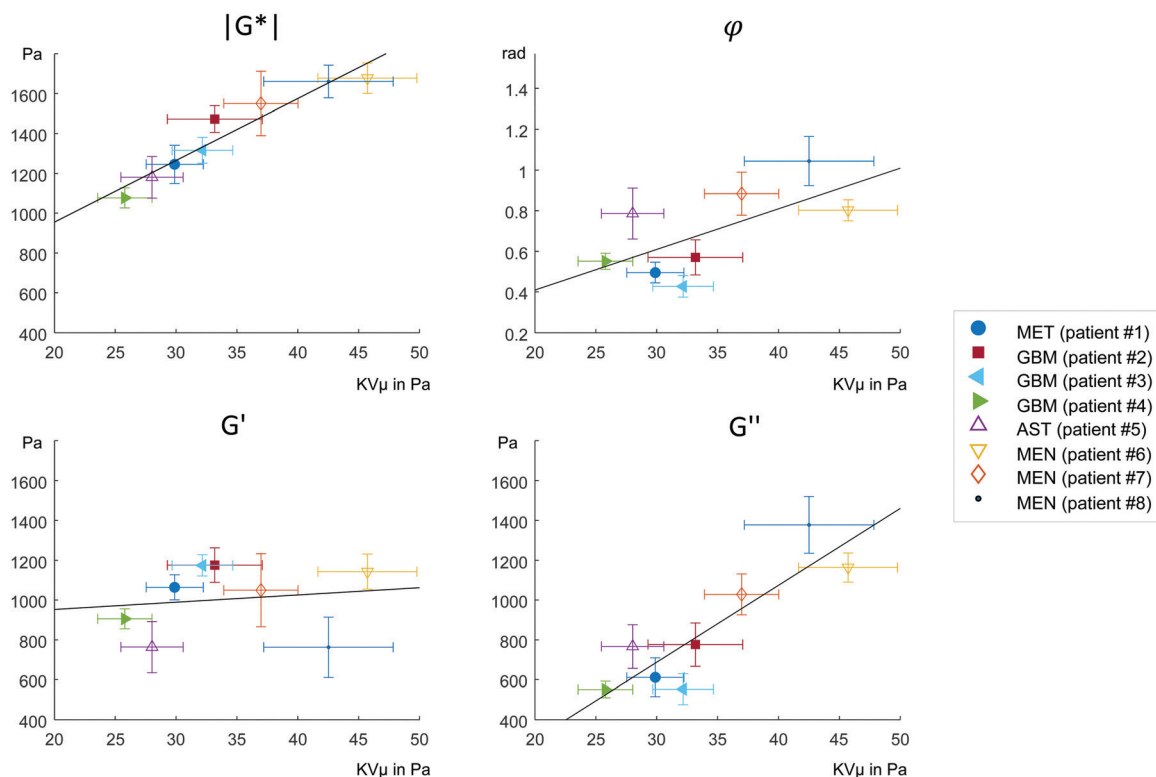 |G*|
Pa
1600
1400
1200
1000
800
600
400
20 25 30 35 40 45 50
KVμ in Pa
φ
rad
1.4
1.2
1
0.8
0.6
0.4
0.2
20 25 30 35 40 45 50
KVμ in Pa
G'
Pa
1600
1400
1200
1000
800
600
400
20 25 30 35 40 45 50
KVμ in Pa
G''
Pa
1600
1400
1200
1000
800
600
400
20 25 30 35 40 45 50
KVμ in Pa
MET (patient #1)
GBM (patient #2)
GBM (patient #3)
GBM (patient #4)
AST (patient #5)
MEN (patient #6)
MEN (patient #7)
MEN (patient #8)